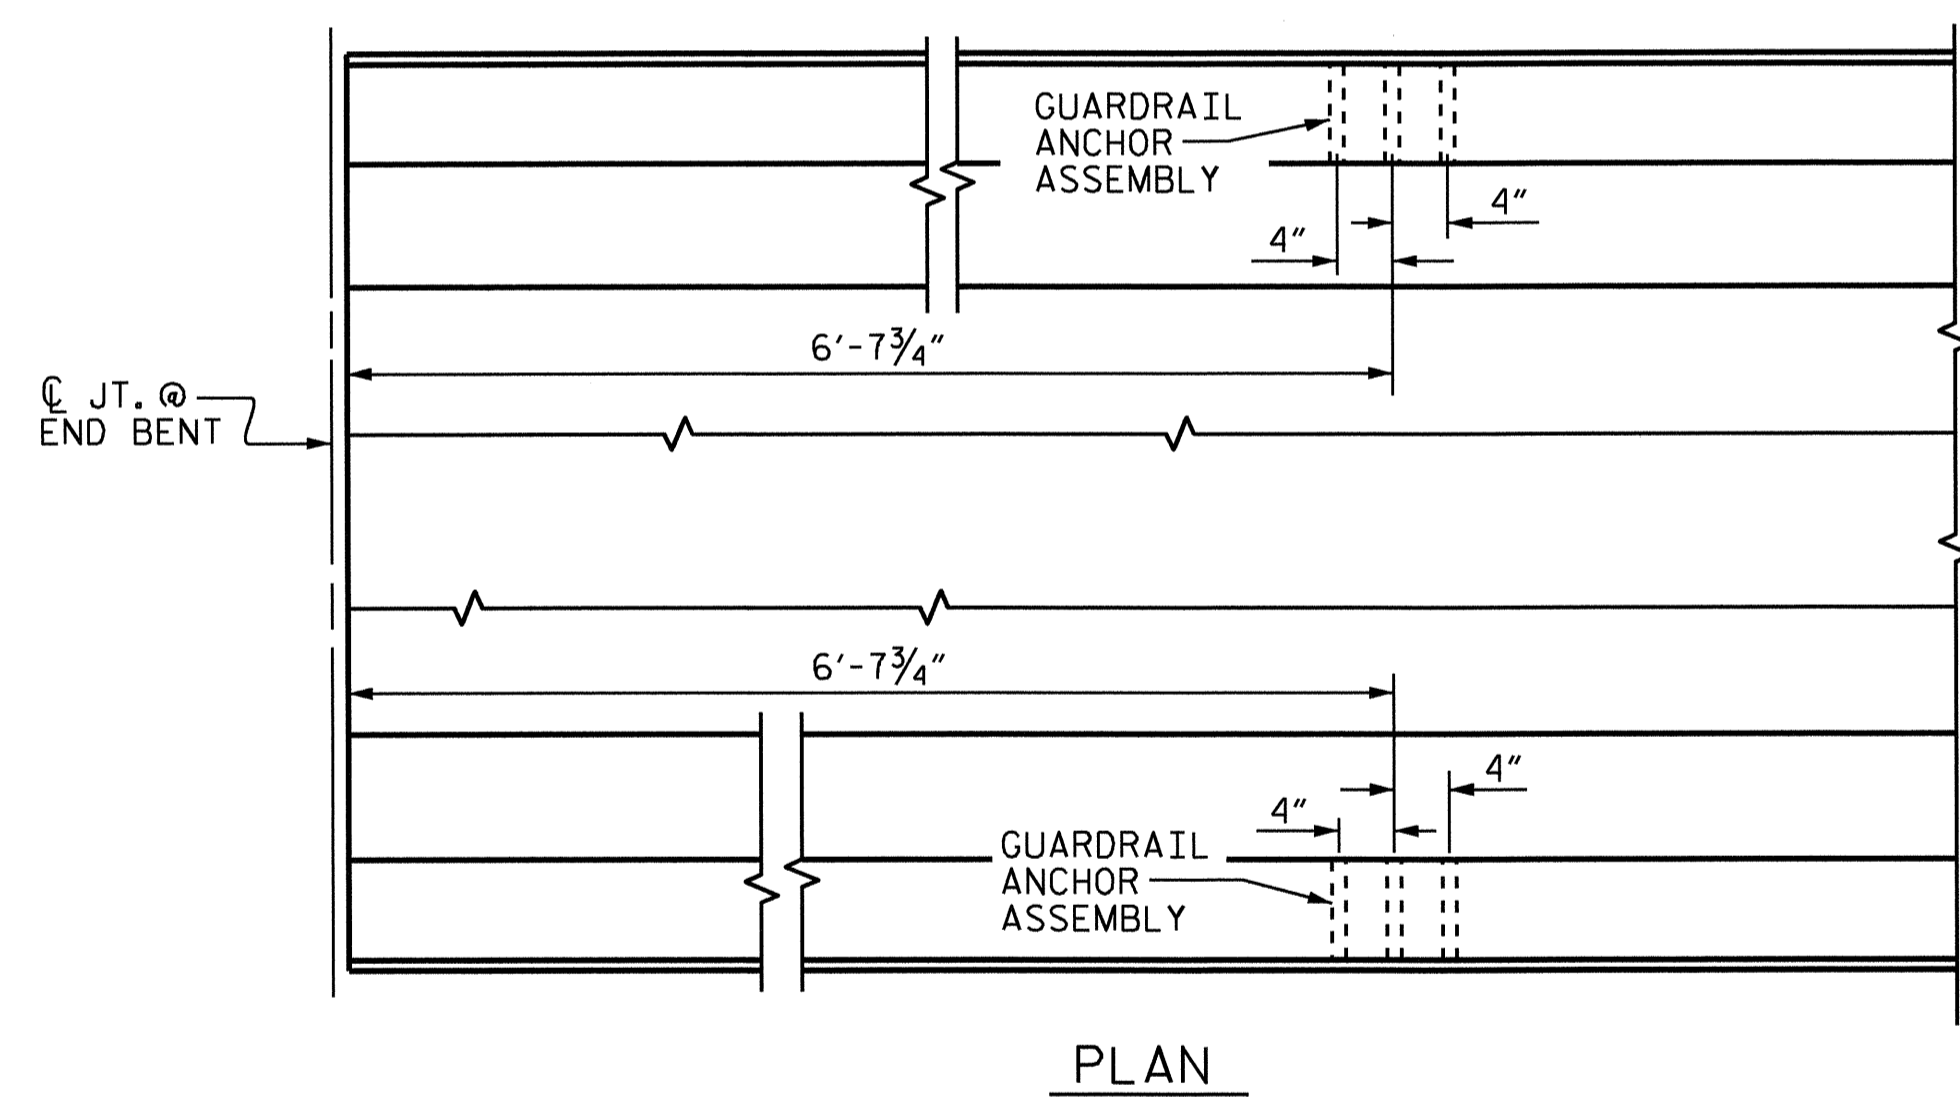 GUARDRAIL
ANCHOR
ASSEMBLY
4"
4"
6'-7¾"
℄ JT. @
END BENT
6'-7¾"
4"
4"
GUARDRAIL
ANCHOR
ASSEMBLY
PLAN